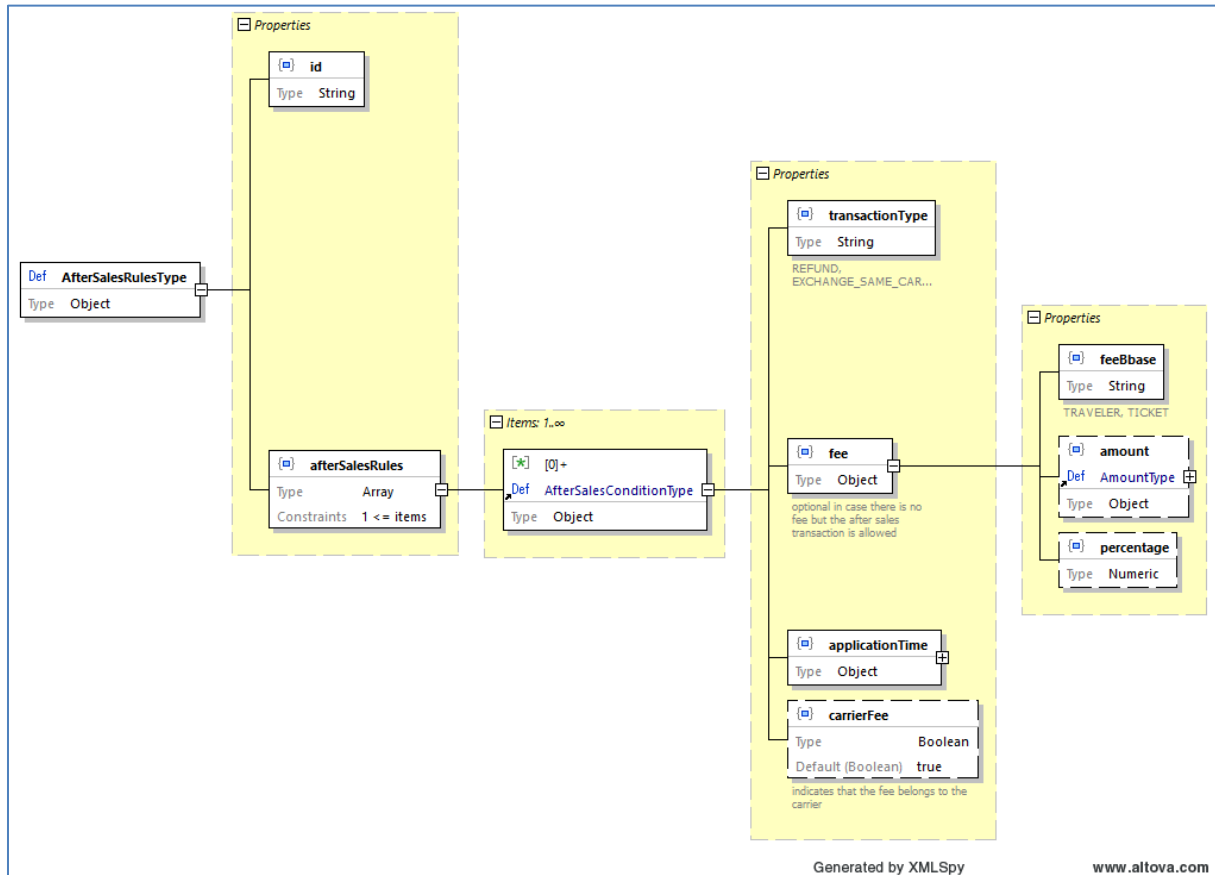 Properties
id
Type String
Def AfterSalesRulesType
Type Object
afterSalesRules
Type Array
Constraints 1 <= items
Items: 1..∞
[*] [0]+
Def AfterSalesConditionType
Type Object
Properties
transactionType
Type String
REFUND,
EXCHANGE_SAME_CAR...
fee
Type Object
optional in case there is no
fee but the after sales
transaction is allowed
applicationTime
Type Object
carrierFee
Type Boolean
Default (Boolean) true
indicates that the fee belongs to the
carrier
Properties
feeBbase
Type String
TRAVELER, TICKET
amount
Def AmountType
Type Object
percentage
Type Numeric
Generated by XMLSpy www.altova.com